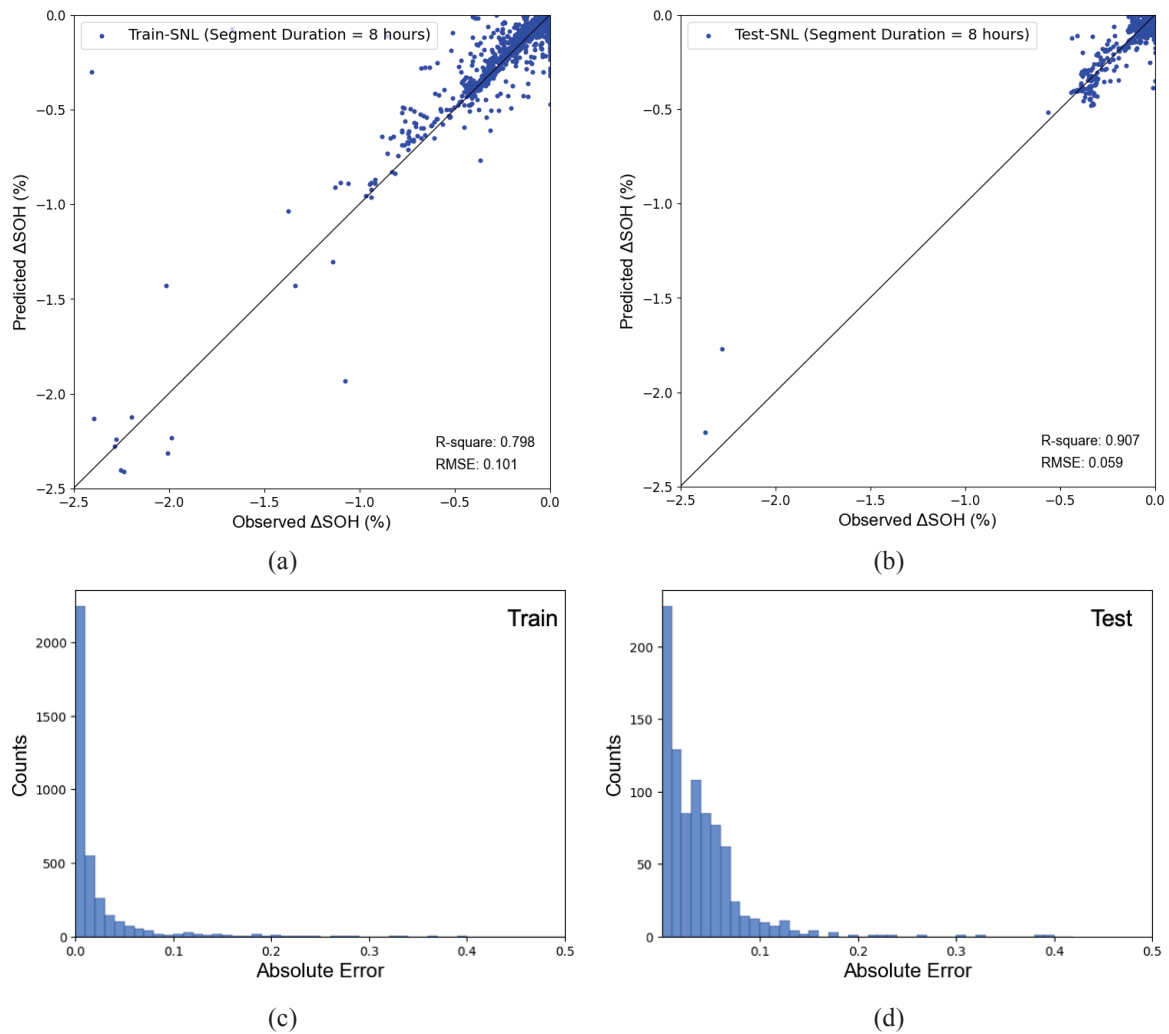 0.0
−0.5
−1.0
−1.5
−2.0
−2.5
Predicted ΔSOH (%)
Train-SNL (Segment Duration = 8 hours)
R-square: 0.798
RMSE: 0.101
−2.5 −2.0 −1.5 −1.0 −0.5 0.0
Observed ΔSOH (%)
(a)
0.0
−0.5
−1.0
−1.5
−2.0
−2.5
Predicted ΔSOH (%)
Test-SNL (Segment Duration = 8 hours)
R-square: 0.907
RMSE: 0.059
−2.5 −2.0 −1.5 −1.0 −0.5 0.0
Observed ΔSOH (%)
(b)
Train
2000
1500
1000
500
0
Counts
0.0 0.1 0.2 0.3 0.4 0.5
Absolute Error
(c)
Test
200
150
100
50
0
Counts
0.1 0.2 0.3 0.4 0.5
Absolute Error
(d)